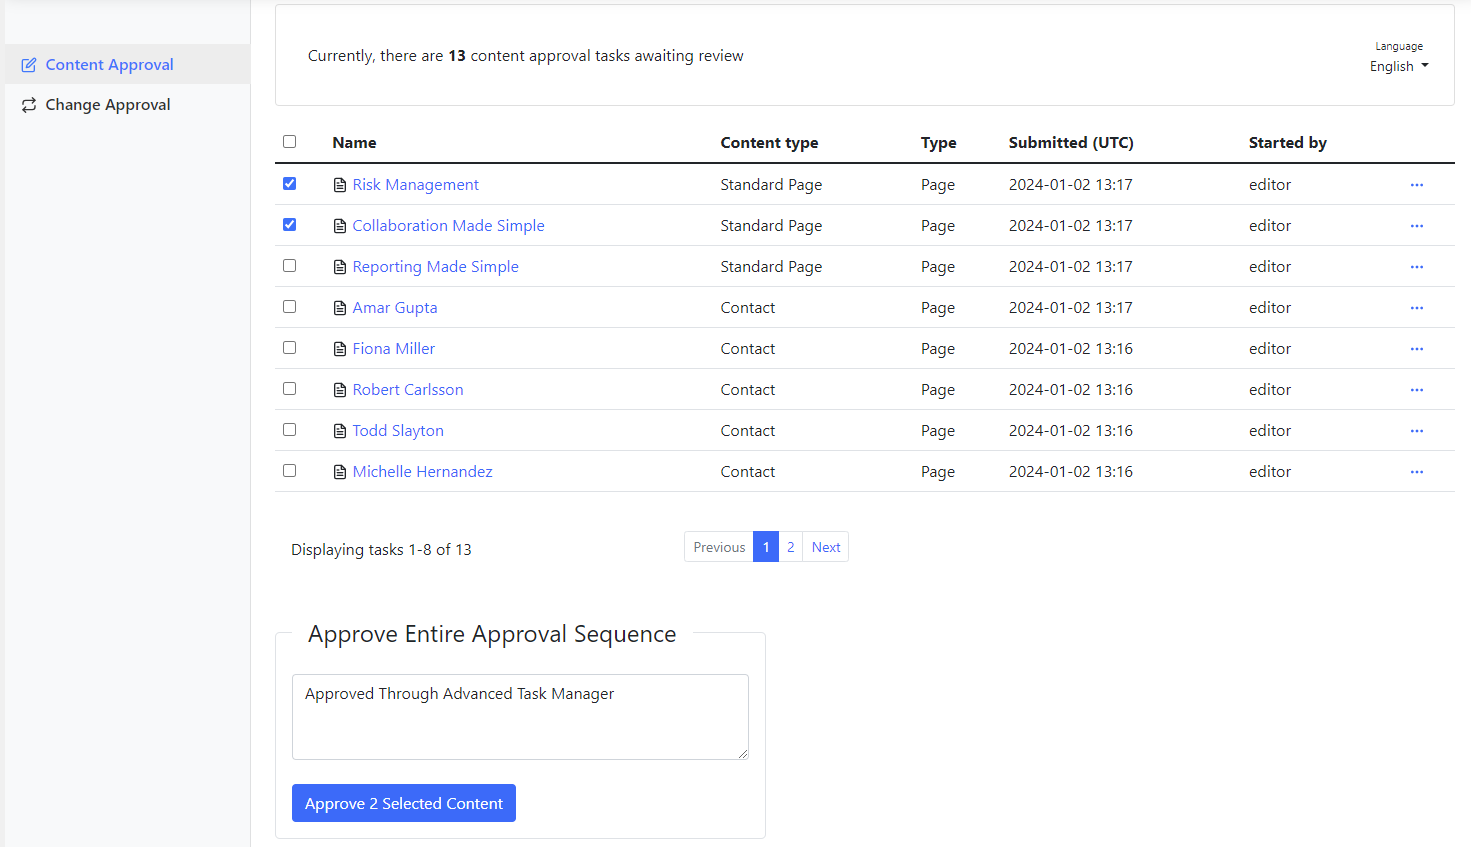 Content Approval
Change Approval
Currently, there are 13 content approval tasks awaiting review
Language
English
Name Content type Type Submitted (UTC) Started by
Risk Management Standard Page Page 2024-01-02 13:17 editor ...
Collaboration Made Simple Standard Page Page 2024-01-02 13:17 editor ...
Reporting Made Simple Standard Page Page 2024-01-02 13:17 editor ...
Amar Gupta Contact Page 2024-01-02 13:17 editor ...
Fiona Miller Contact Page 2024-01-02 13:16 editor ...
Robert Carlsson Contact Page 2024-01-02 13:16 editor ...
Todd Slayton Contact Page 2024-01-02 13:16 editor ...
Michelle Hernandez Contact Page 2024-01-02 13:16 editor ...
Displaying tasks 1-8 of 13 Previous 1 2 Next
Approve Entire Approval Sequence
Approved Through Advanced Task Manager
Approve 2 Selected Content